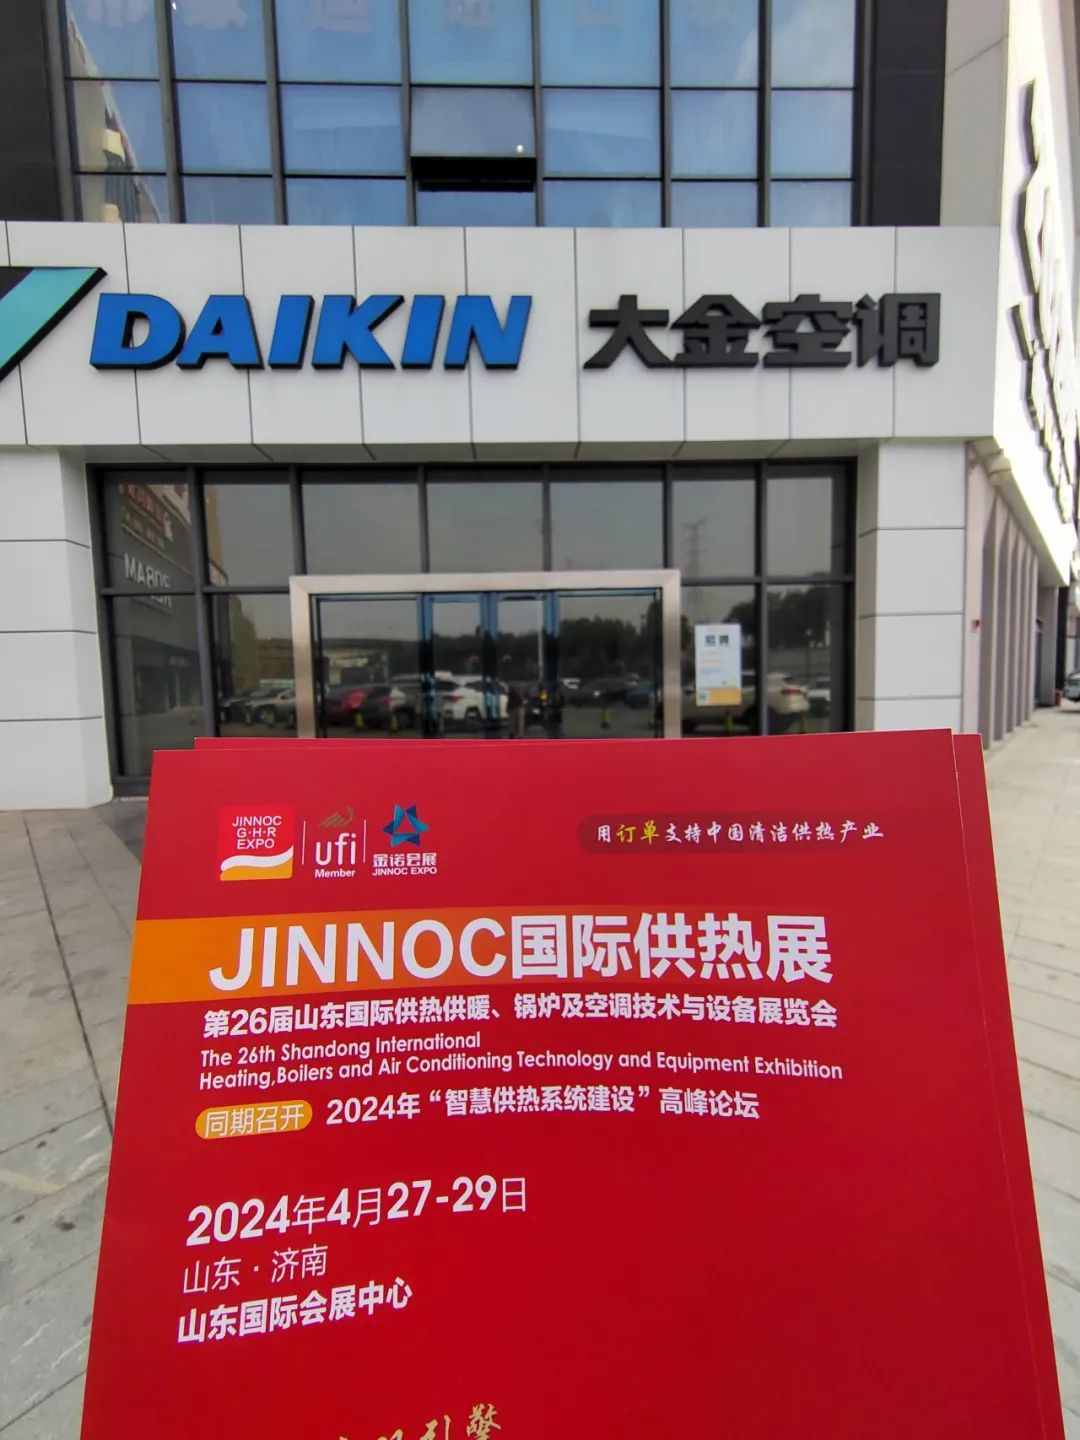 DAIKIN 大金空调
招聘
JINNOC
G·H·R
EXPO
ufi
Member
金诺会展
JINNOC EXPO
用订单支持中国清洁供热产业
JINNOC国际供热展
第26届山东国际供热供暖、锅炉及空调技术与设备展览会
The 26th Shandong International
Heating,Boilers and Air Conditioning Technology and Equipment Exhibition
同期召开 2024年“智慧供热系统建设”高峰论坛
2024年4月27-29日
山东·济南
山东国际会展中心
引擎